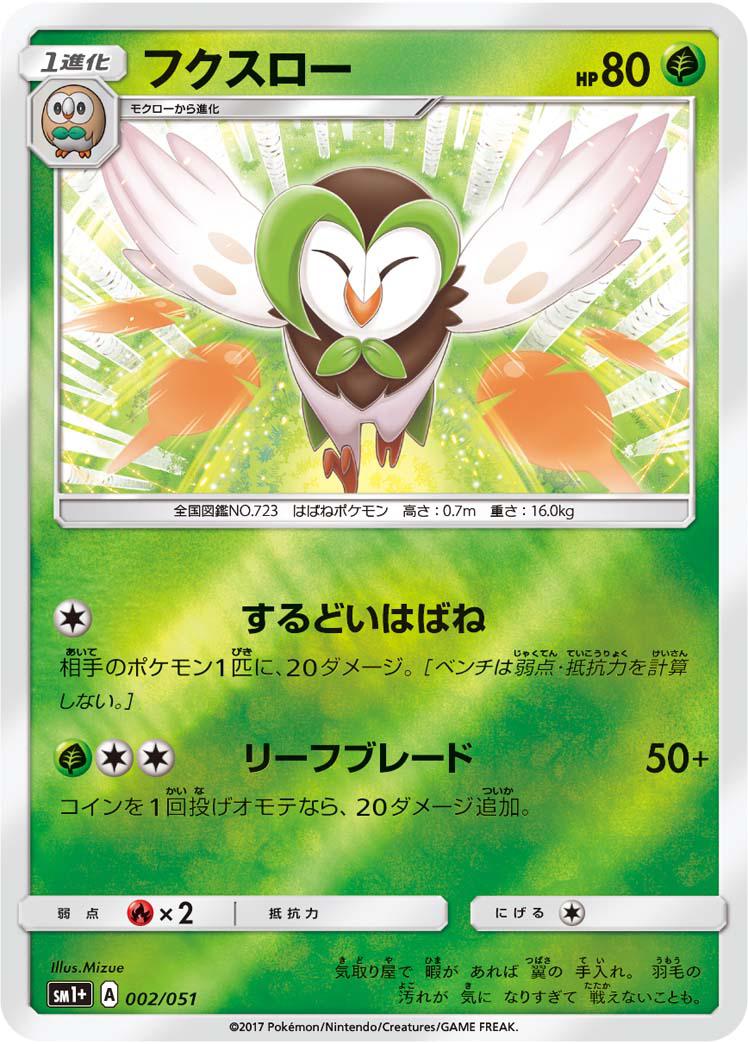 1進化
フクスロー
HP80
モクローから進化
全国図鑑NO.723 はばねポケモン 高さ:0.7m 重さ:16.0kg
するどいはばね
相手のポケモン1匹に、20ダメージ。[ベンチは弱点・抵抗力を計算
しない。]
リーフブレード 50+
コインを1回投げオモテなら、20ダメージ追加。
弱点 ×2 抵抗力 にげる
Illus.Mizue
気取り屋で 暇が あれば 翼の 手入れ。羽毛の
汚れが 気に なりすぎて 戦えないことも。
SM1+ A 002/051
©2017 Pokémon/Nintendo/Creatures/GAME FREAK.